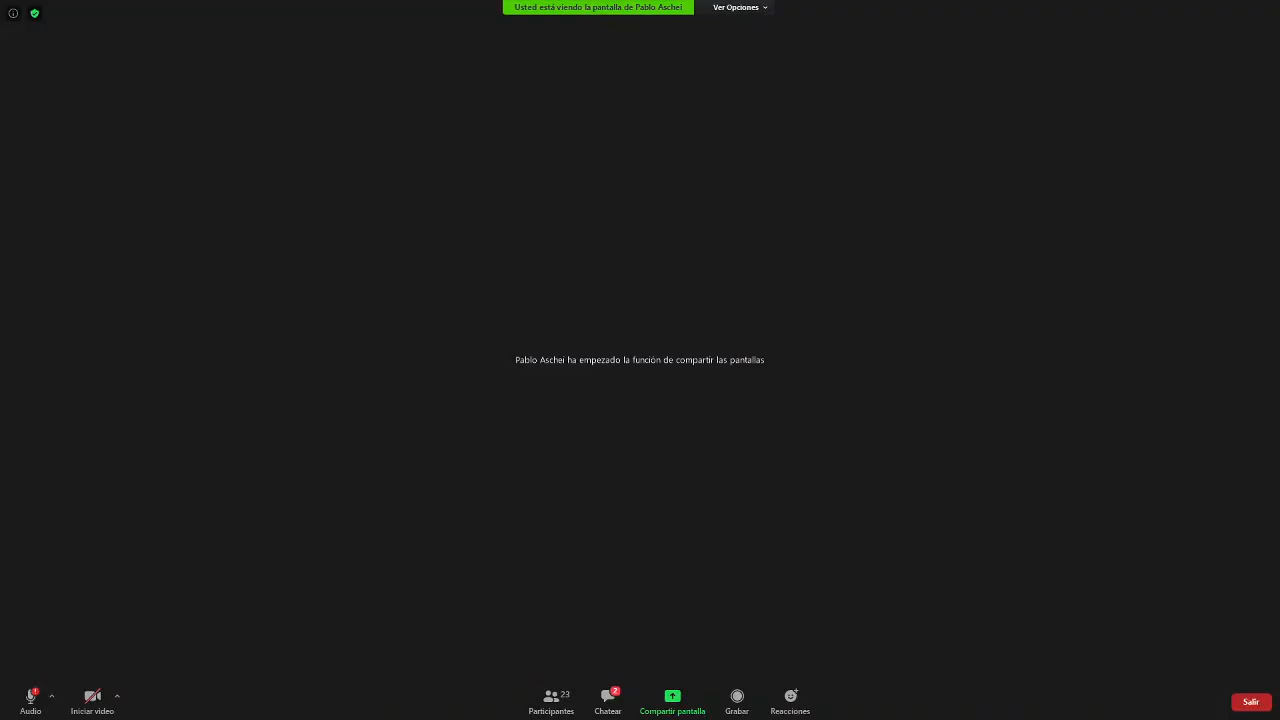 Usted está viendo la pantalla de Pablo Aschei
Ver Opciones
Pablo Aschei ha empezado la función de compartir las pantallas
23
2
Audio
Iniciar video
Participantes
Chatear
Compartir pantalla
Grabar
Reacciones
Salir